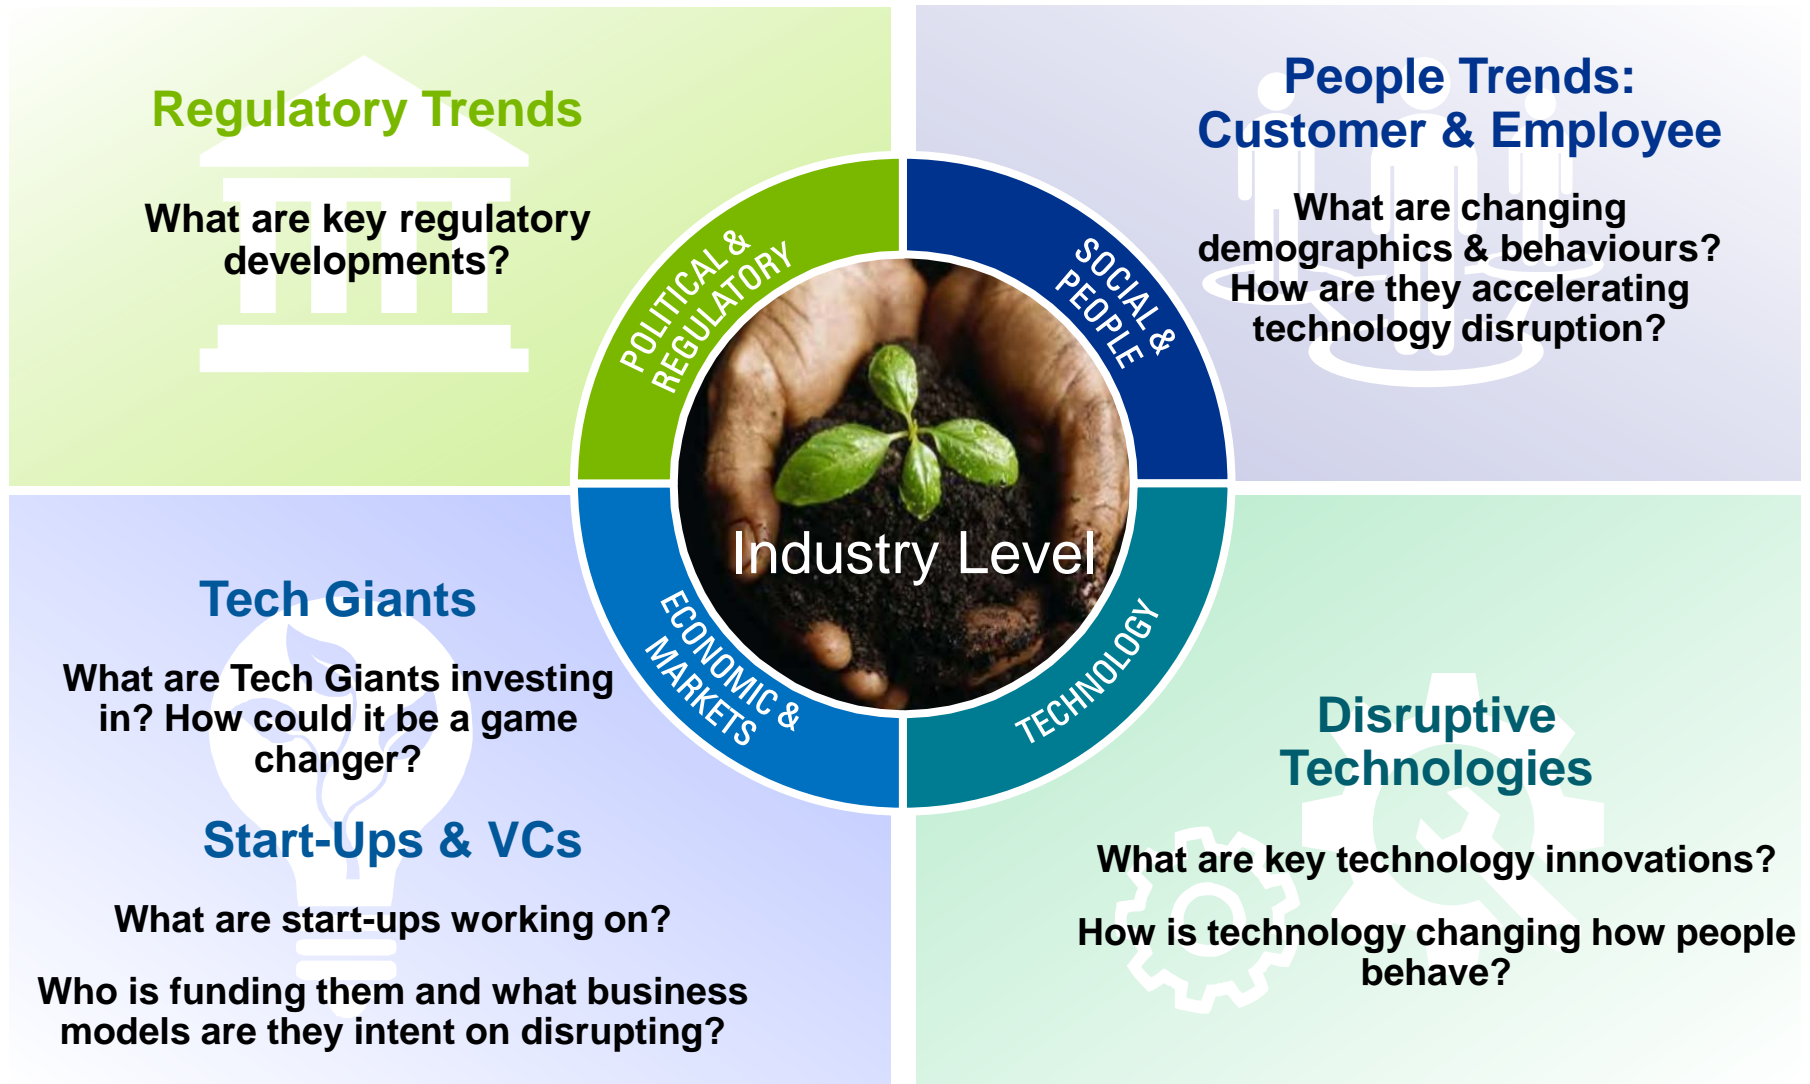 Regulatory Trends
What are key regulatory
developments?
People Trends:
Customer & Employee
What are changing
demographics & behaviours?
How are they accelerating
technology disruption?
POLITICAL &
REGULATORY
SOCIAL &
PEOPLE
Industry Level
ECONOMIC &
MARKETS
TECHNOLOGY
Tech Giants
What are Tech Giants investing
in? How could it be a game
changer?
Start-Ups & VCs
What are start-ups working on?
Who is funding them and what business
models are they intent on disrupting?
Disruptive
Technologies
What are key technology innovations?
How is technology changing how people
behave?